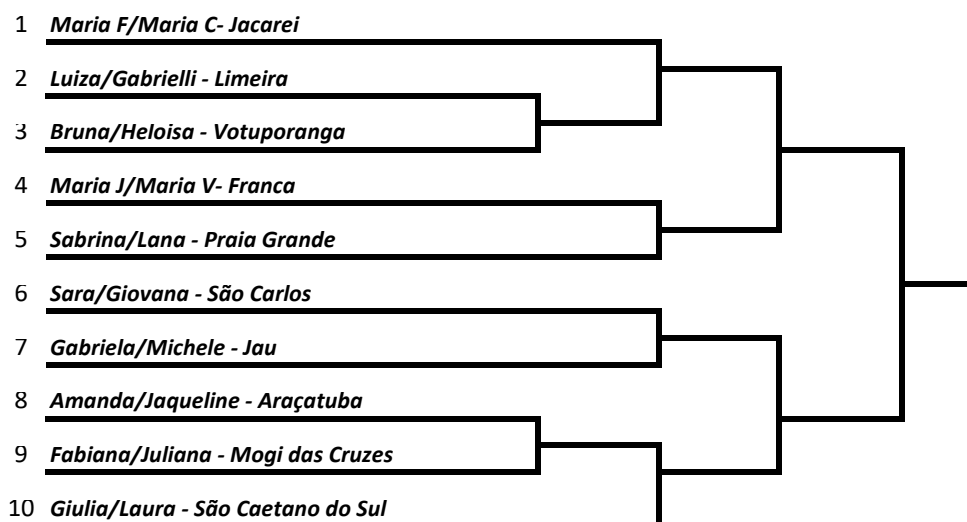 1 Maria F/Maria C- Jacarei
2 Luiza/Gabrielli - Limeira
3 Bruna/Heloisa - Votuporanga
4 Maria J/Maria V- Franca
5 Sabrina/Lana - Praia Grande
6 Sara/Giovana - São Carlos
7 Gabriela/Michele - Jau
8 Amanda/Jaqueline - Araçatuba
9 Fabiana/Juliana - Mogi das Cruzes
10 Giulia/Laura - São Caetano do Sul